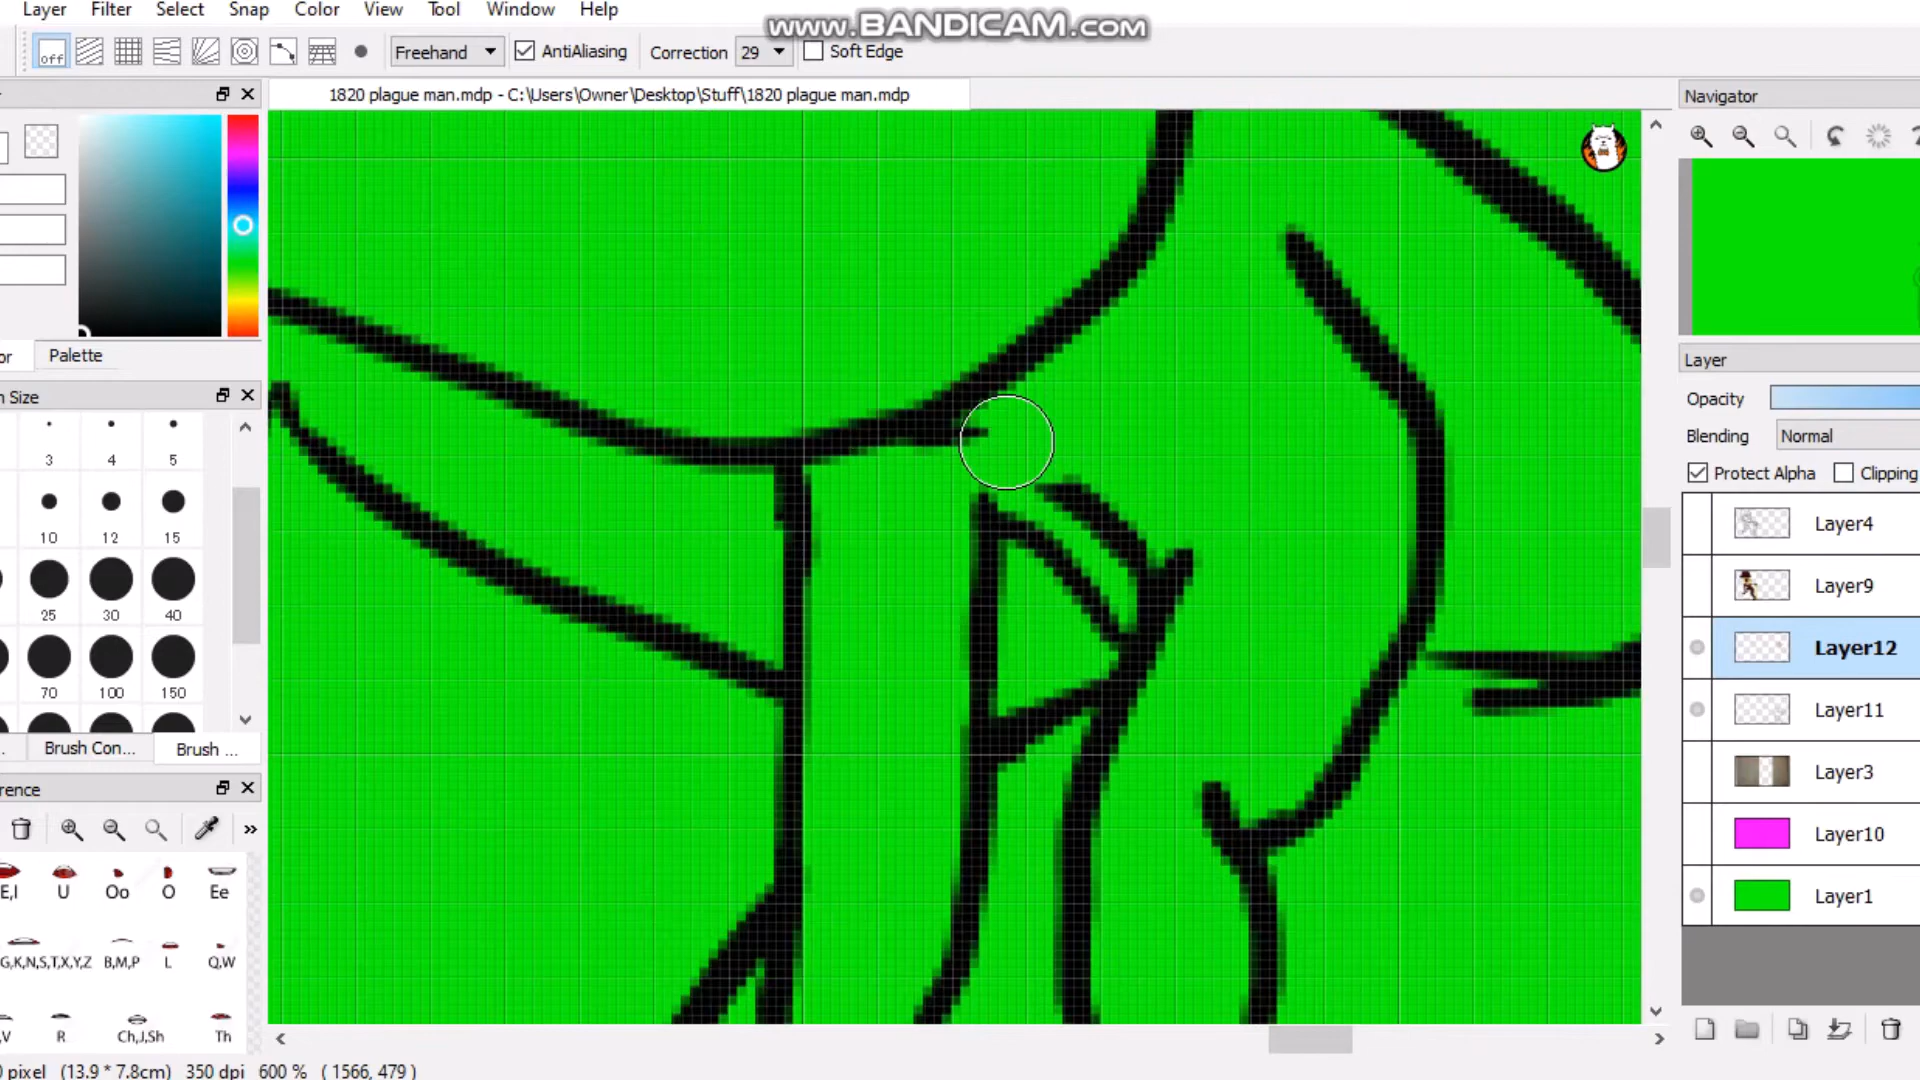 Layer Filter Select Snap Color View Tool Window Help
www.BANDICAM.com
off Freehand AntiAliasing Correction 29 Soft Edge
1820 plague man.mdp - C:\Users\Owner\Desktop\Stuff\1820 plague man.mdp
Navigator
or Palette
Layer
Opacity
Blending Normal
Protect Alpha Clipping
n Size
3 4 5
10 12 15
25 30 40
70 100 150
Brush Con... Brush ...
rence
E,I U Oo O Ee
G,K,N,S,T,X,Y,Z B,M,P L Q,W
V R Ch,J,Sh Th
Layer4
Layer9
Layer12
Layer11
Layer3
Layer10
Layer1
0 pixel (13.9 * 7.8cm) 350 dpi 600 % ( 1566, 479 )